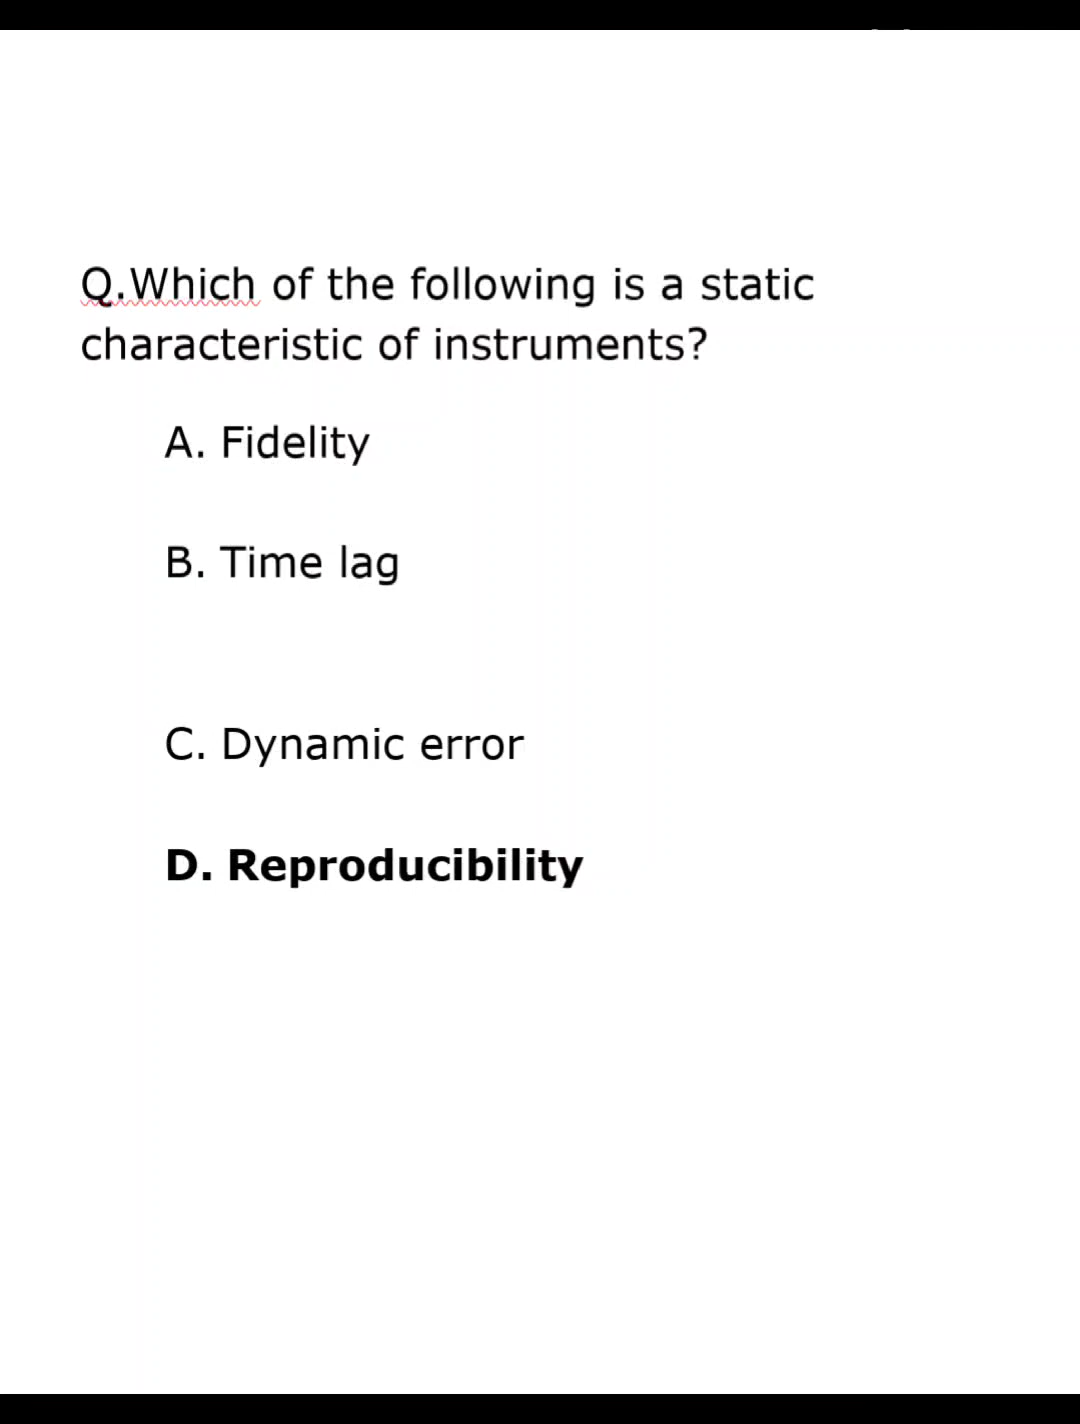 Q.Which of the following is a static
characteristic of instruments?
A. Fidelity
B. Time lag
C. Dynamic error
D. Reproducibility